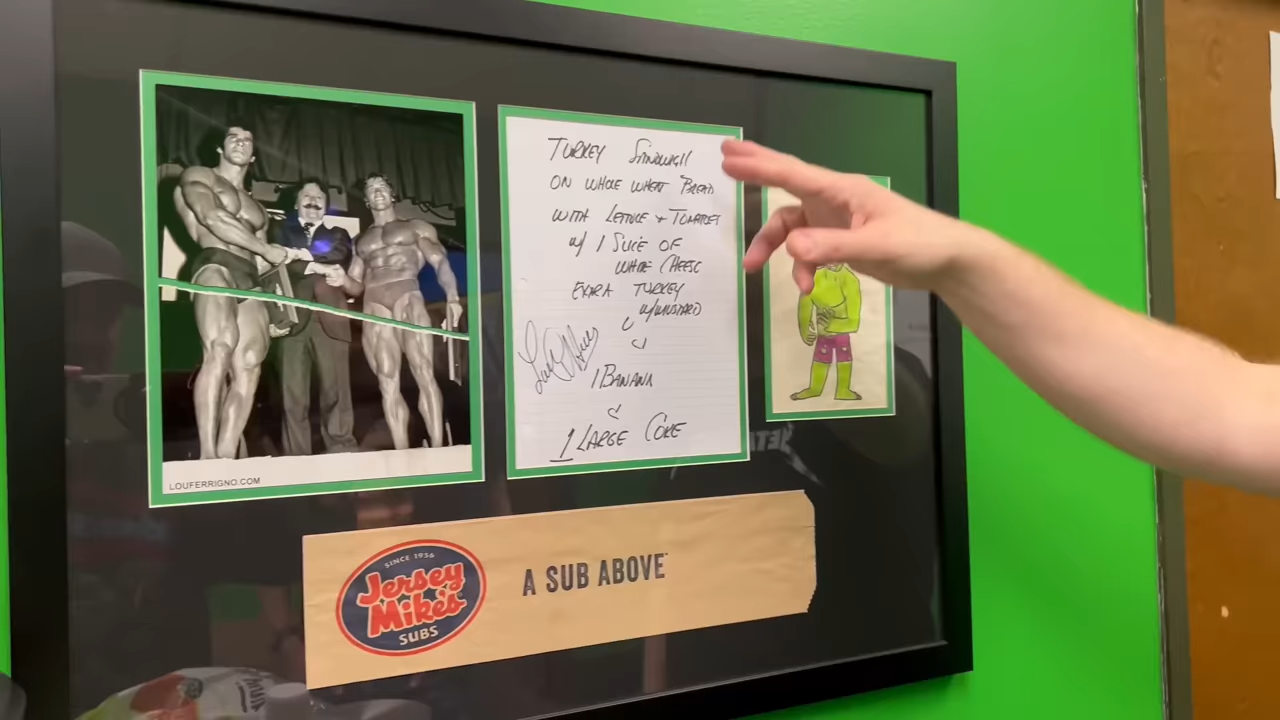 TURKEY SANDWICH
ON WHOLE WHEAT BREAD
WITH LETTUCE + TOMATOES
w/ 1 SLICE OF
WHITE CHEESE
EXTRA TURKEY
w/MUSTARD
1 BANANA
1 LARGE COKE
LOUFERRIGNO.COM
SINCE 1956
Jersey
Mike's
SUBS
A SUB ABOVE